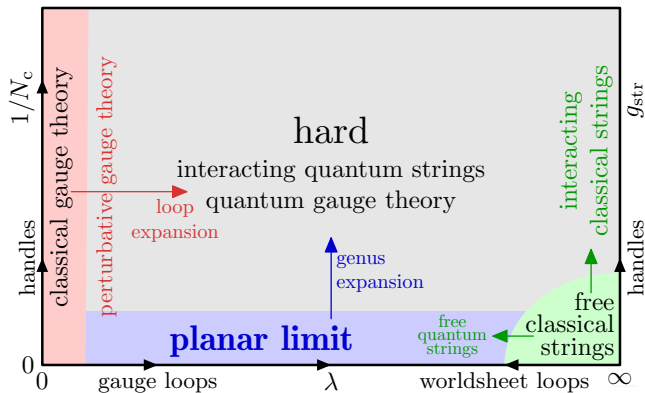 1/N_c
handles
classical gauge theory
perturbative gauge theory
hard
interacting quantum strings
quantum gauge theory
loop
expansion
genus
expansion
planar limit
free
quantum
strings
interacting
classical strings
free
classical
strings
g_str
handles
0
0
gauge loops
λ
worldsheet loops
∞